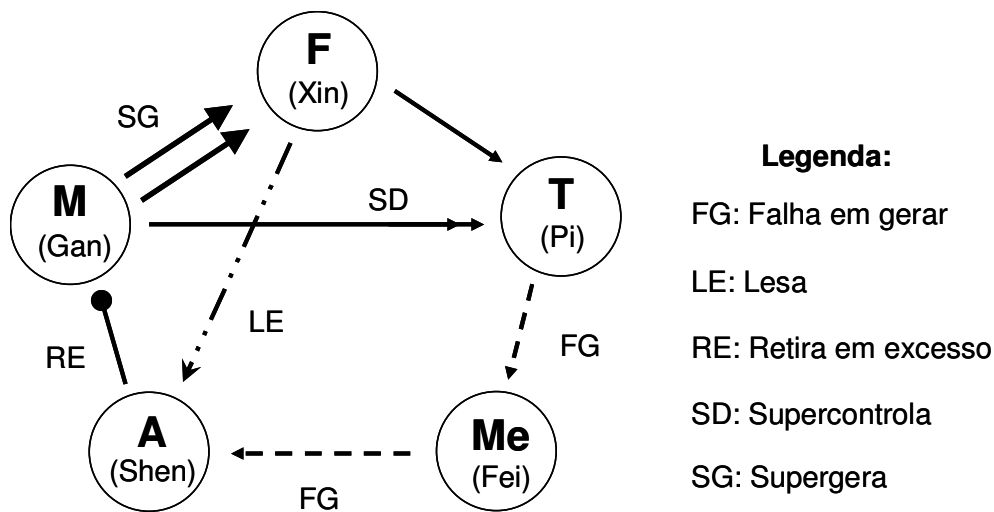 F
(Xin)
SG
M
(Gan)
SD
T
(Pi)
LE
RE
FG
A
(Shen)
Me
(Fei)
FG
Legenda:
FG: Falha em gerar
LE: Lesa
RE: Retira em excesso
SD: Supercontrola
SG: Supergera